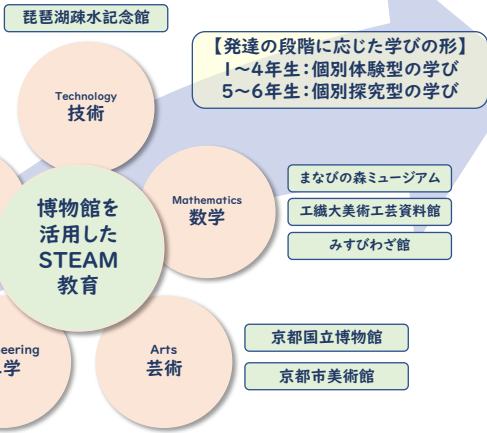 琵琶湖疏水記念館
【発達の段階に応じた学びの形】
1～4年生：個別体験型の学び
5～6年生：個別探究型の学び
Technology
技術
Mathematics
数学
まなびの森ミュージアム
工繊大美術工芸資料館
みすびわざ館
博物館を
活用した
STEAM
教育
eering
学
Arts
芸術
京都国立博物館
京都市美術館